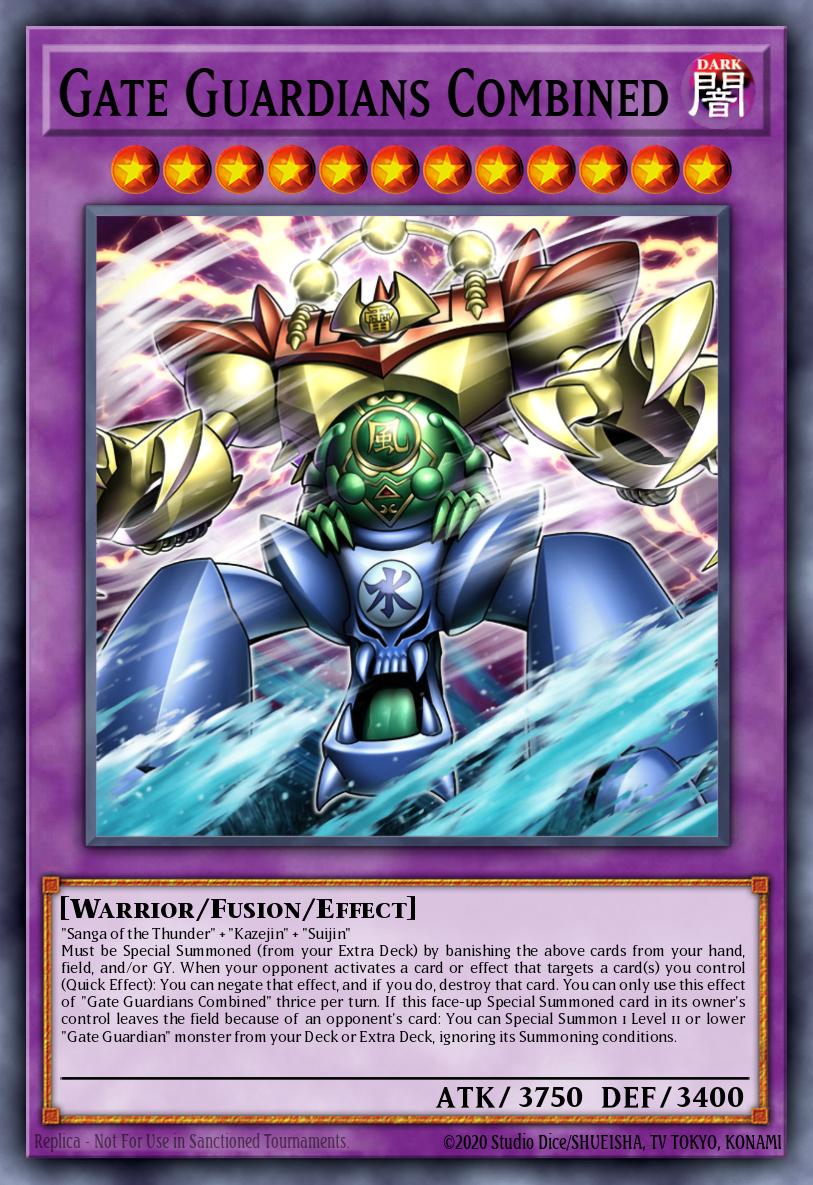 Gate Guardians Combined
DARK
闇
風
水
[Warrior/Fusion/Effect]
"Sanga of the Thunder" + "Kazejin" + "Suijin"
Must be Special Summoned (from your Extra Deck) by banishing the above cards from your hand,
field, and/or GY. When your opponent activates a card or effect that targets a card(s) you control
(Quick Effect): You can negate that effect, and if you do, destroy that card. You can only use this effect
of "Gate Guardians Combined" thrice per turn. If this face-up Special Summoned card in its owner's
control leaves the field because of an opponent's card: You can Special Summon 1 Level 11 or lower
"Gate Guardian" monster from your Deck or Extra Deck, ignoring its Summoning conditions.
ATK/ 3750 DEF/ 3400
Replica - Not For Use in Sanctioned Tournaments.
©2020 Studio Dice/SHUEISHA, TV TOKYO, KONAMI